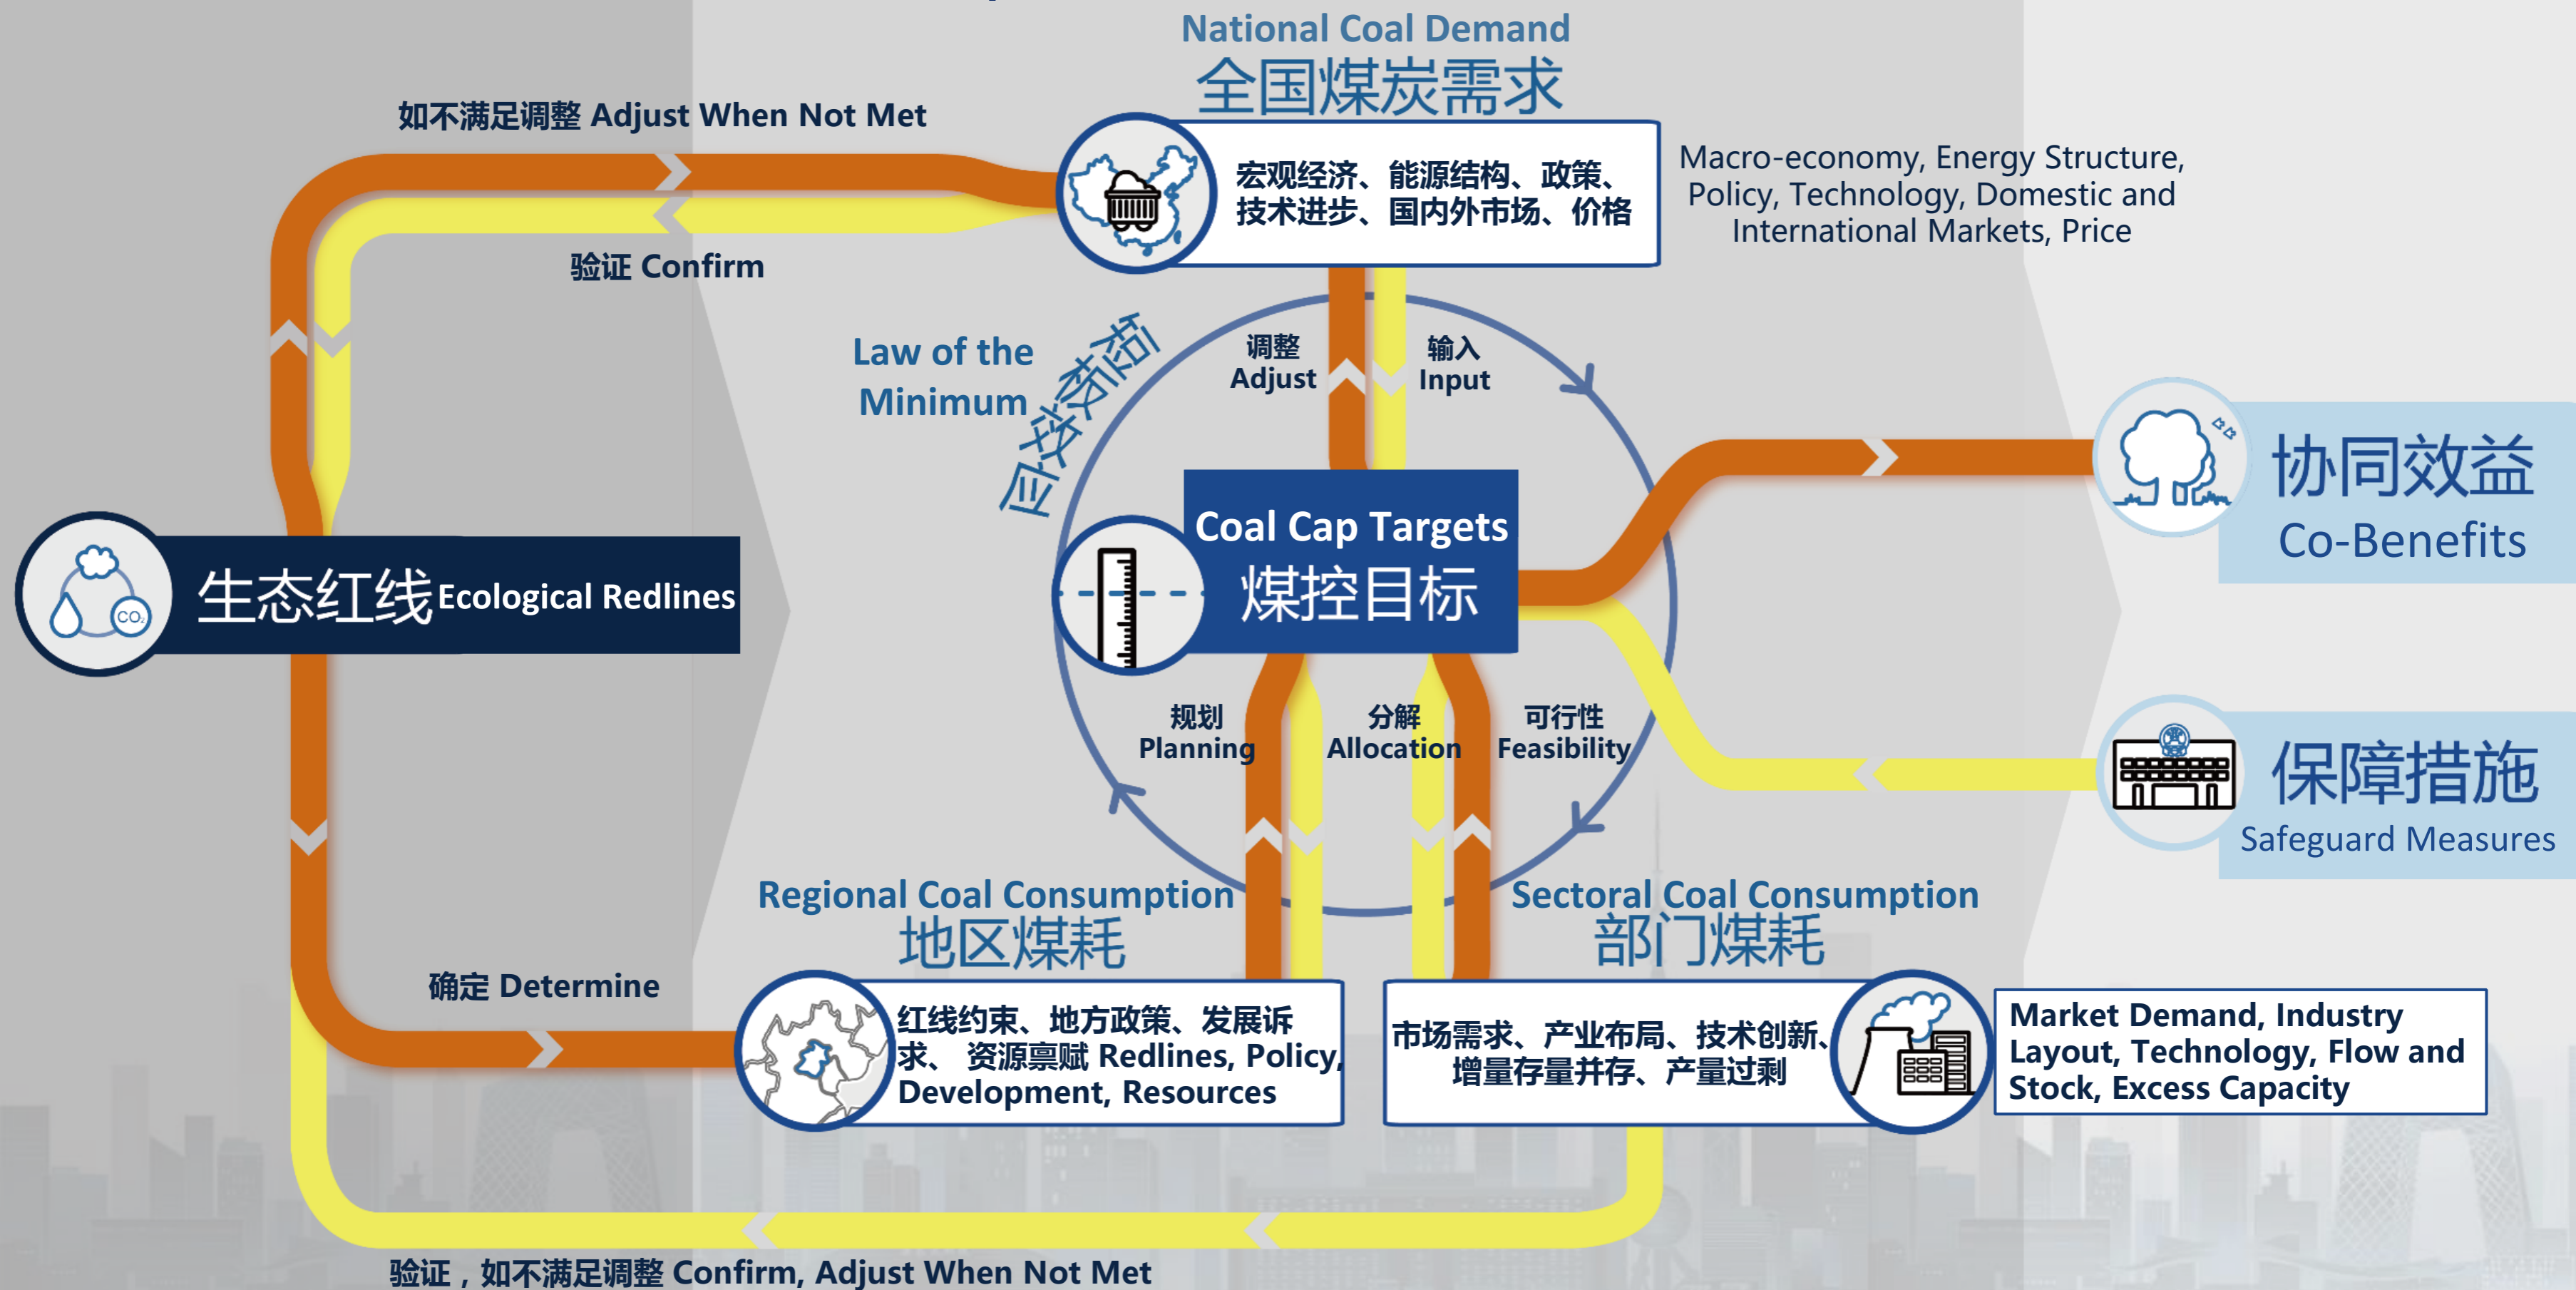 National Coal Demand
全国煤炭需求
如不满足调整 Adjust When Not Met
宏观经济、能源结构、政策、
技术进步、国内外市场、价格
Macro-economy, Energy Structure,
Policy, Technology, Domestic and
International Markets, Price
验证 Confirm
Law of the
Minimum
短板效应
调整
Adjust
输入
Input
Coal Cap Targets
煤控目标
协同效益
Co-Benefits
CO₂
生态红线 Ecological Redlines
规划
Planning
分解
Allocation
可行性
Feasibility
保障措施
Safeguard Measures
Regional Coal Consumption
地区煤耗
Sectoral Coal Consumption
部门煤耗
确定 Determine
红线约束、地方政策、发展诉
求、 资源禀赋 Redlines, Policy,
Development, Resources
市场需求、产业布局、技术创新、
增量存量并存、产量过剩
Market Demand, Industry
Layout, Technology, Flow and
Stock, Excess Capacity
验证，如不满足调整 Confirm, Adjust When Not Met